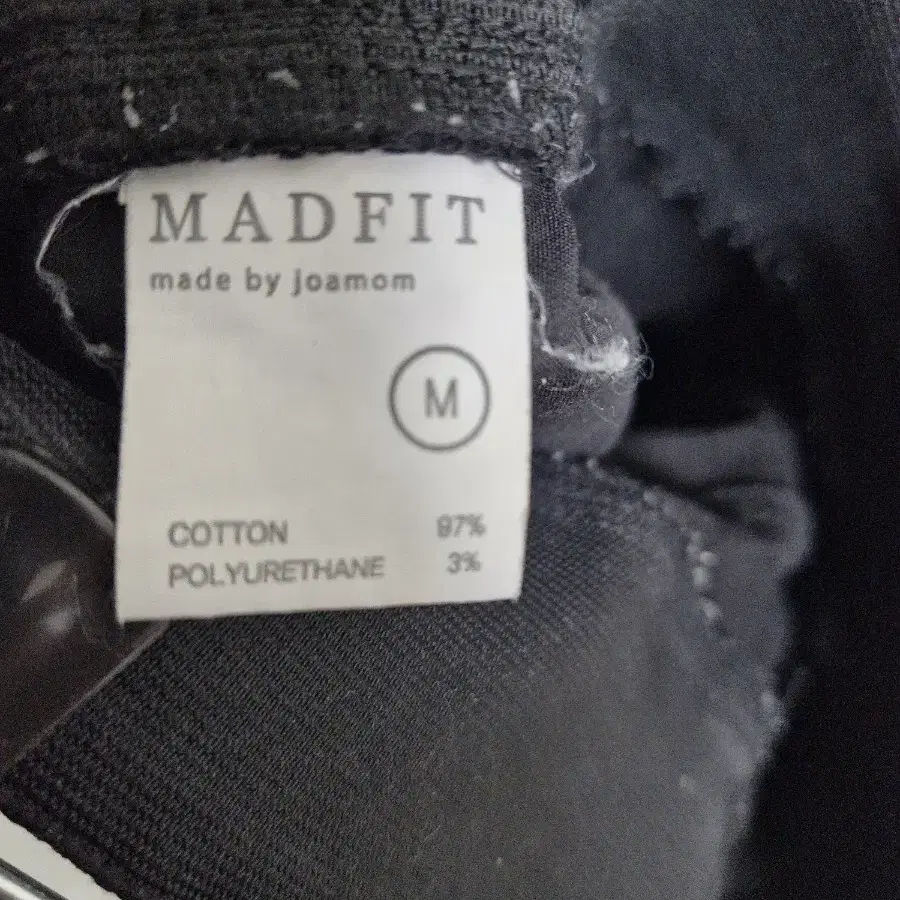 MADFIT
made by joamom
M
COTTON 97%
POLYURETHANE 3%